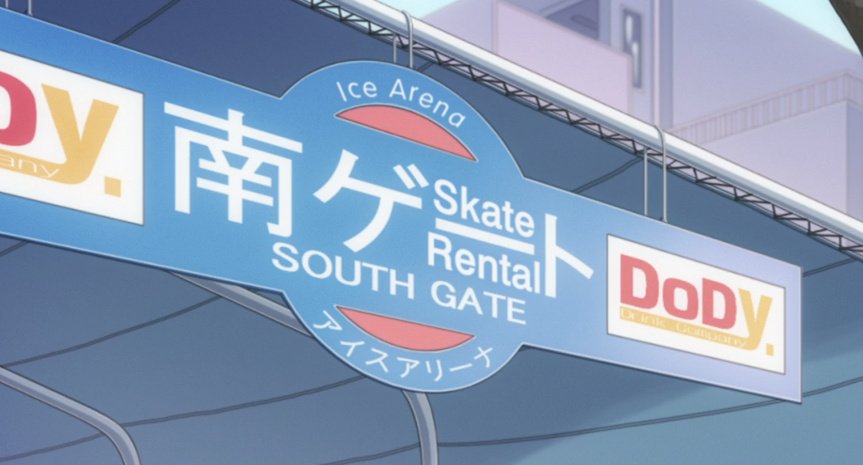 Ice Arena
南ゲート
Skate
Rental
SOUTH GATE
アイスアリーナ
DODY.
Drink Company